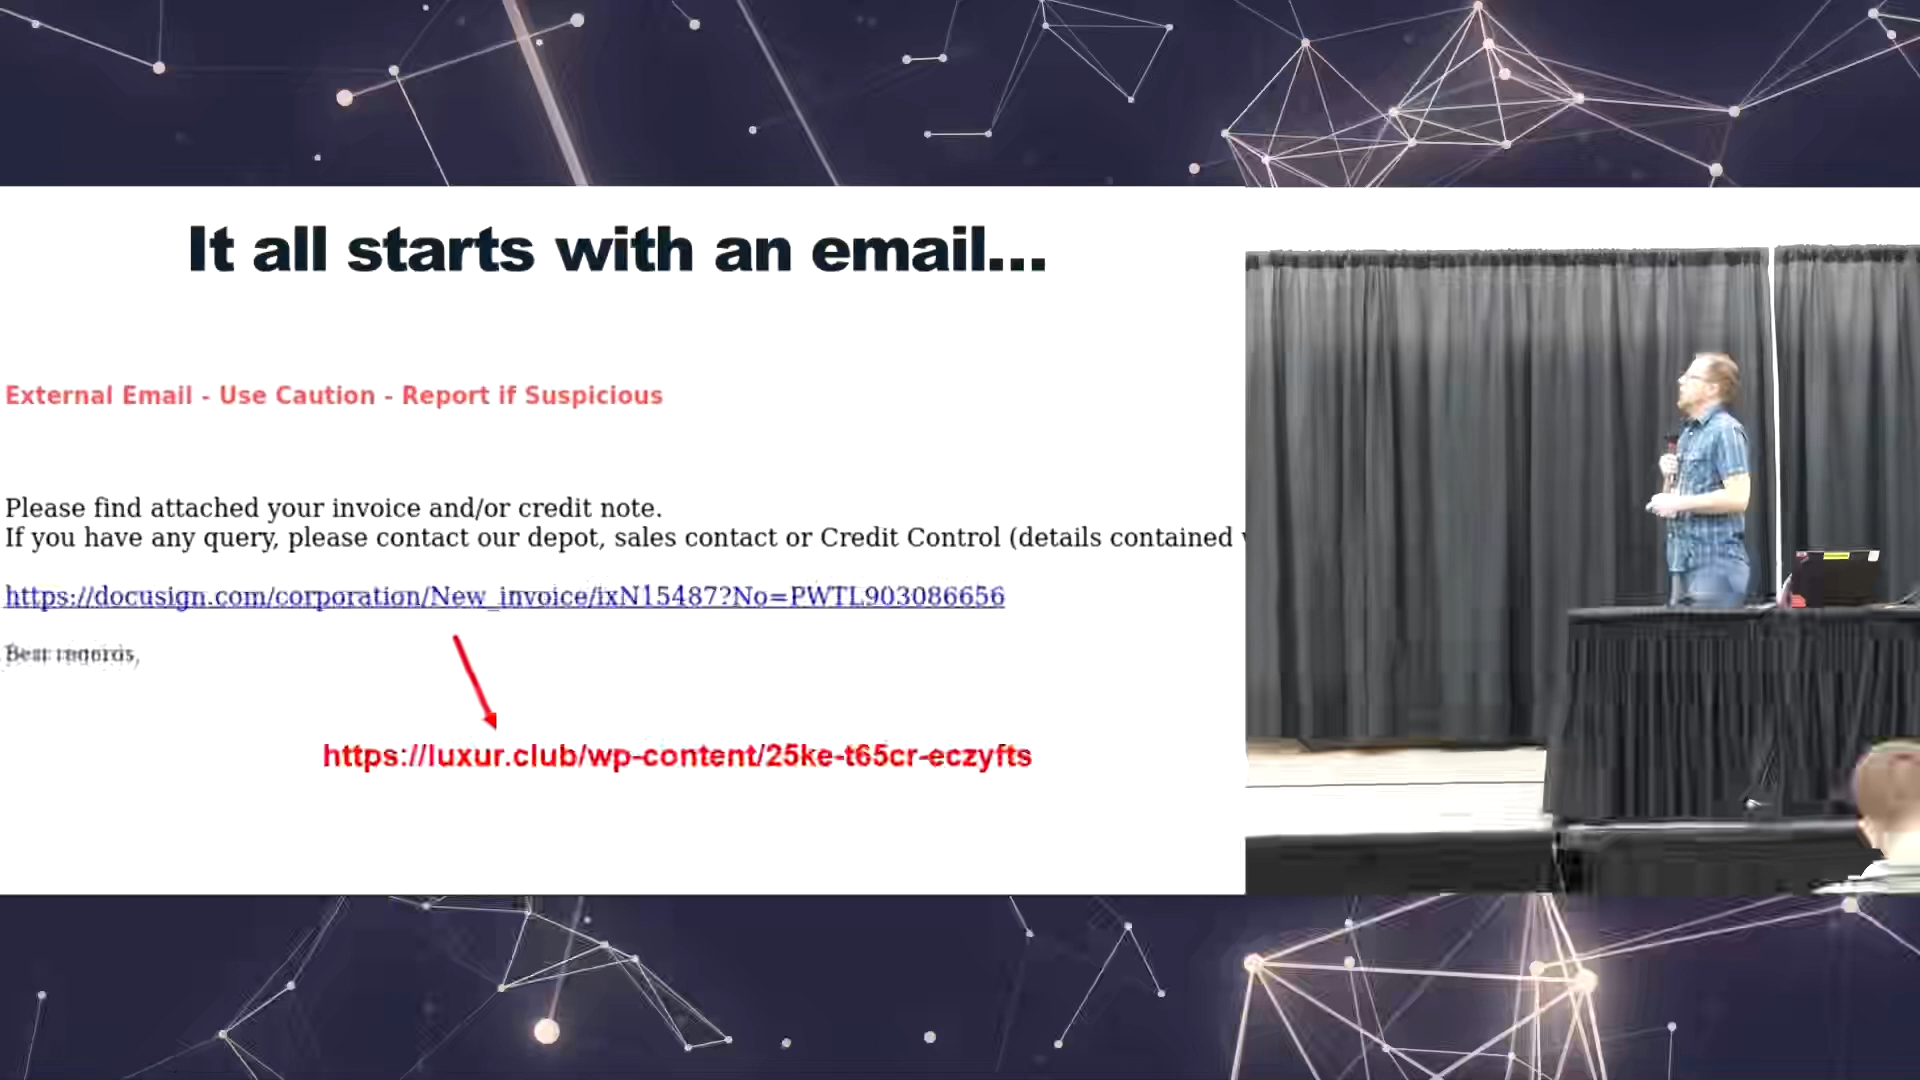 It all starts with an email...
External Email - Use Caution - Report if Suspicious
Please find attached your invoice and/or credit note.
If you have any query, please contact our depot, sales contact or Credit Control (details contained
https://docusign.com/corporation/New_invoice/ixN15487?No=PWTL903086656
Best regards,
https://luxur.club/wp-content/25ke-t65cr-eczyfts